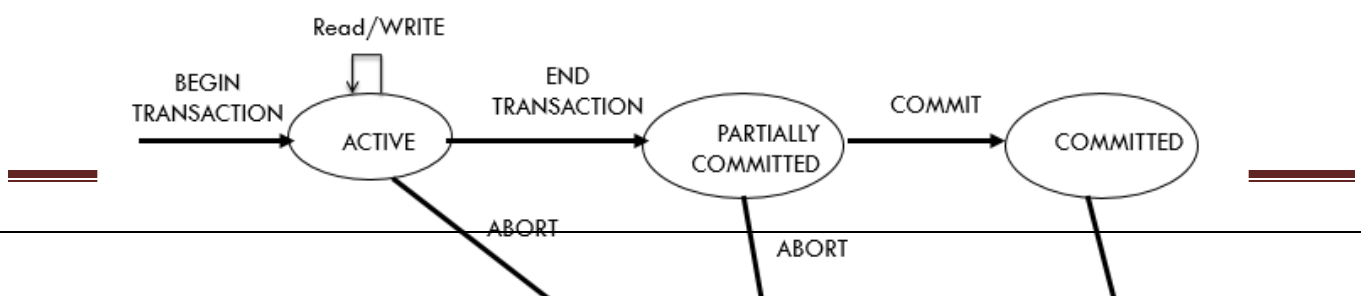 Read/WRITE
BEGIN
TRANSACTION
ACTIVE
END
TRANSACTION
PARTIALLY
COMMITTED
COMMIT
COMMITTED
ABORT
ABORT